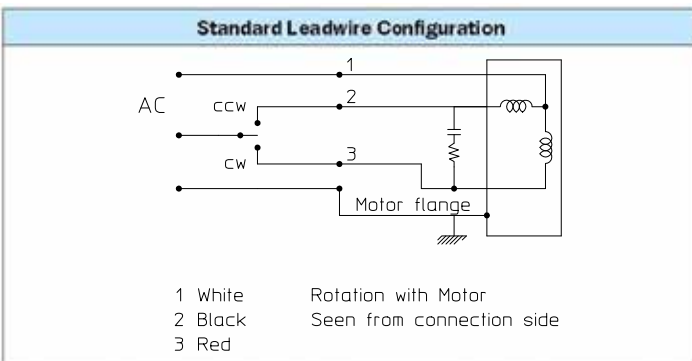 Standard Leadwire Configuration
1
AC
CCW
2
CW
3
Motor flange
1 White Rotation with Motor
2 Black Seen from connection side
3 Red